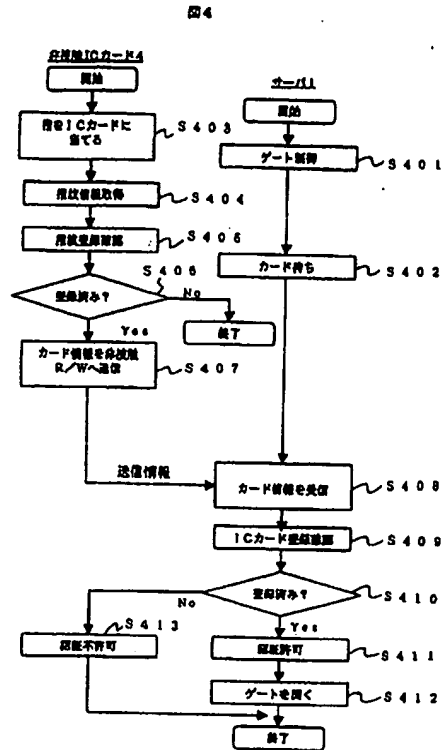 図4
非接触ICカード4
開始
指をICカードに
当てる
S403
指紋情報取得
S404
指紋登録確認
S405
登録済み?
S406
No
終了
Yes
カード情報を非接触
R/Wへ送信
S407
送信情報
サーバ1
開始
ゲート制御
S401
カード待ち
S402
カード情報を受信
S408
ICカード登録確認
S409
登録済み?
S410
No
認証不許可
S413
Yes
認証許可
S411
ゲートを開く
S412
終了